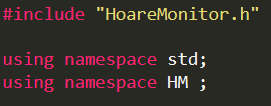 #include "HoareMonitor.h"
using namespace std;
using namespace HM ;